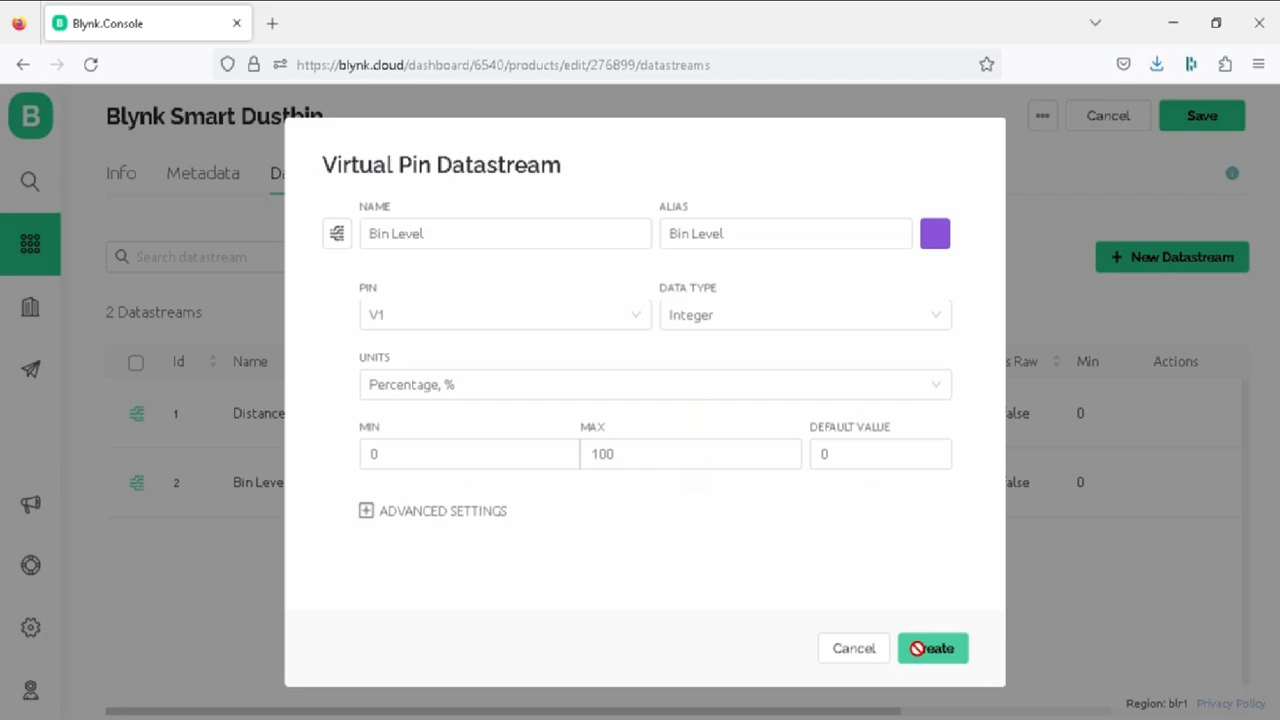 Blynk.Console
https://blynk.cloud/dashboard/6540/products/edit/276899/datastreams
B
Blynk Smart Dustbin
Cancel
Save
Info
Metadata
Search datastream
New Datastream
2 Datastreams
Id
Name
Raw
Min
Actions
1
Distance
0
2
Bin Leve
0
Virtual Pin Datastream
NAME
ALIAS
Bin Level
Bin Level
PIN
DATA TYPE
V1
Integer
UNITS
Percentage, %
MIN
MAX
DEFAULT VALUE
0
100
0
ADVANCED SETTINGS
Cancel
Create
Region: blr1
Privacy Policy